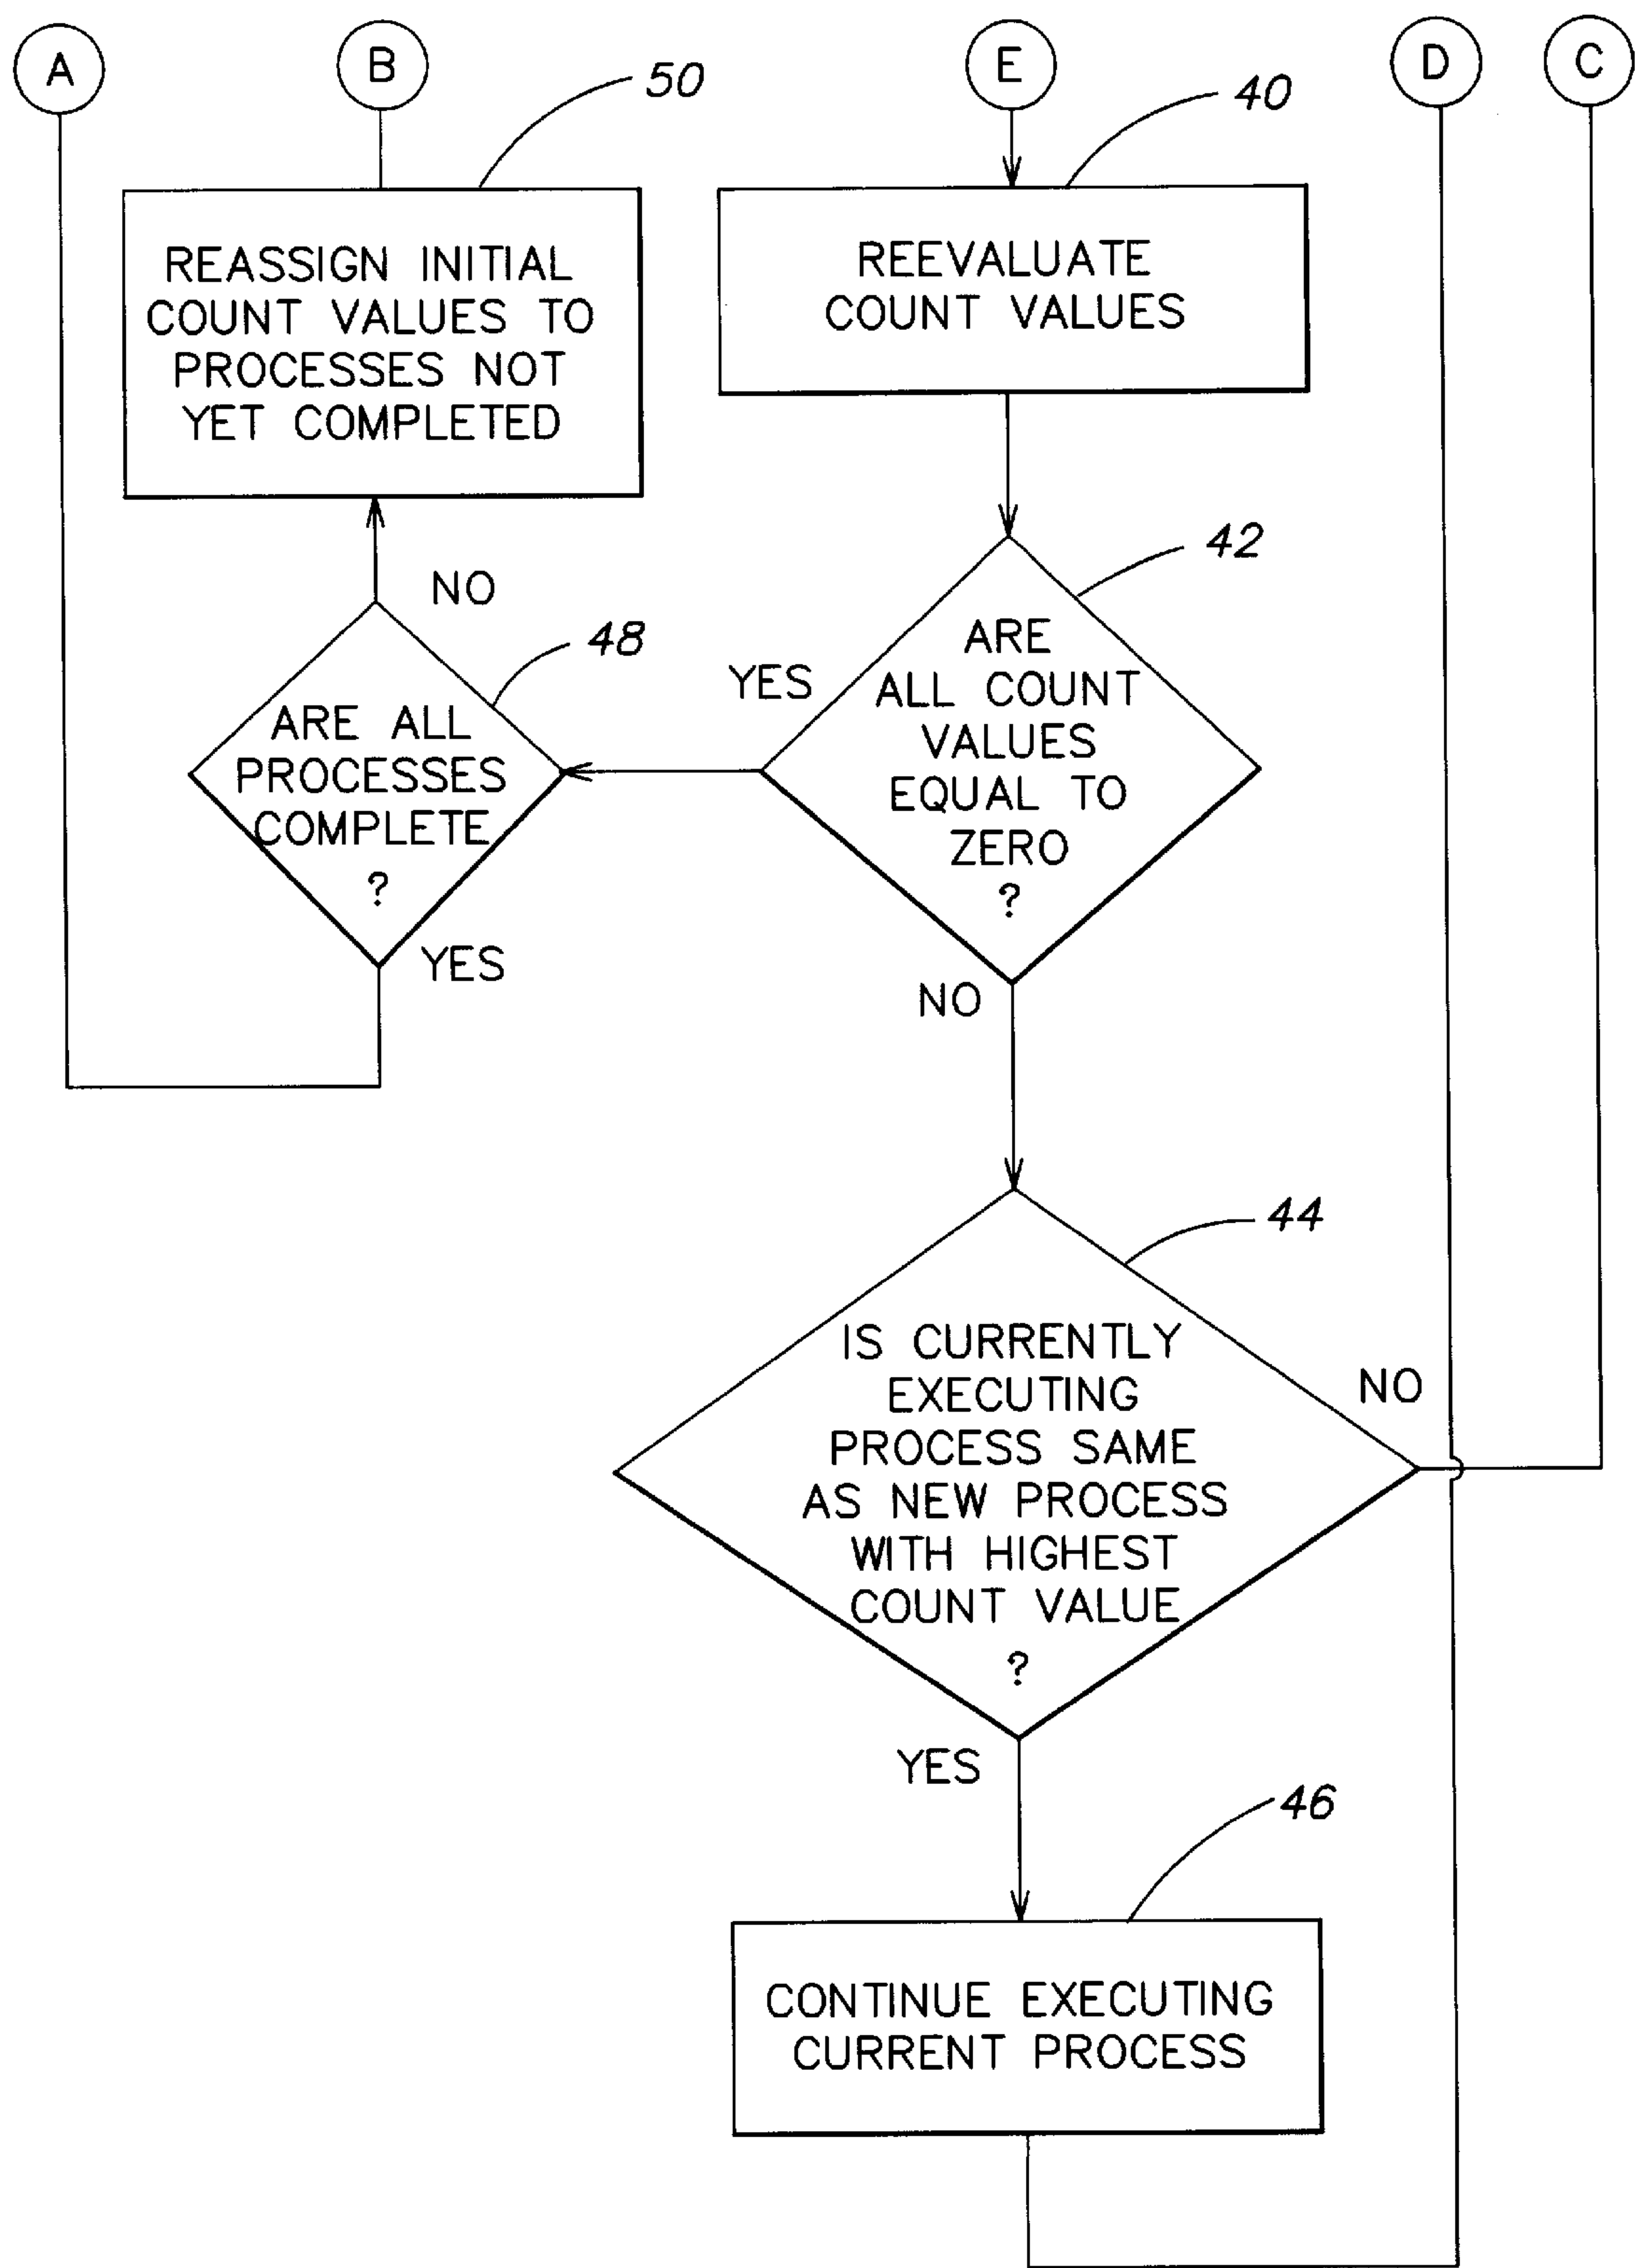 A
B
E
D
C
50
40
REASSIGN INITIAL
COUNT VALUES TO
PROCESSES NOT
YET COMPLETED
REEVALUATE
COUNT VALUES
42
NO
48
YES
ARE
ALL COUNT
VALUES
EQUAL TO
ZERO
?
ARE ALL
PROCESSES
COMPLETE
?
YES
NO
44
IS CURRENTLY
EXECUTING
PROCESS SAME
AS NEW PROCESS
WITH HIGHEST
COUNT VALUE
?
NO
YES
46
CONTINUE EXECUTING
CURRENT PROCESS